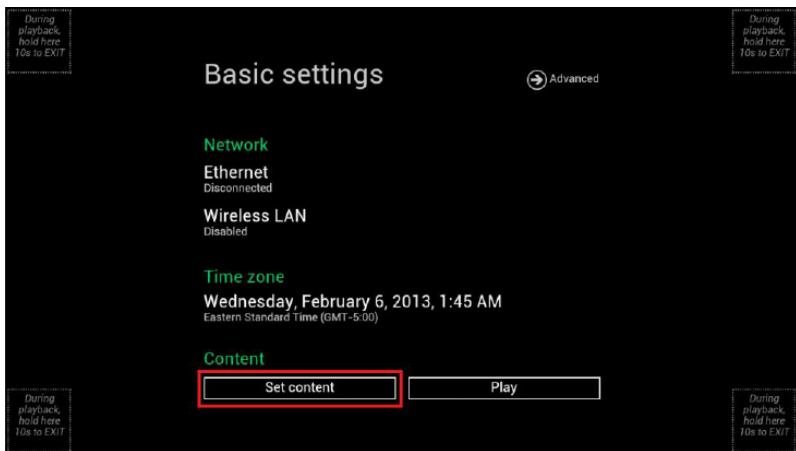 During
playback,
hold here
10s to EXIT
During
playback,
hold here
10s to EXIT
Basic settings
Advanced
Network
Ethernet
Disconnected
Wireless LAN
Disabled
Time zone
Wednesday, February 6, 2013, 1:45 AM
Eastern Standard Time (GMT-5:00)
Content
Set content
Play
During
playback,
hold here
10s to EXIT
During
playback,
hold here
10s to EXIT